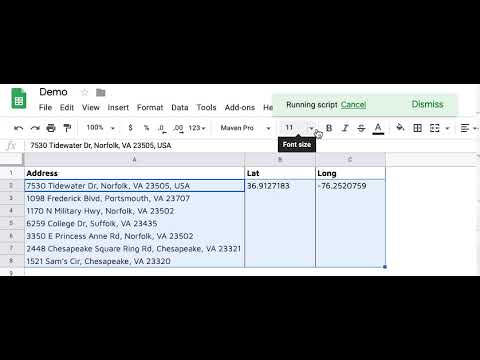 Demo
File Edit View Insert Format Data Tools Add-ons H
Running script Cancel Dismiss
100% $ % .0 .00 123 Maven Pro 11 B I S A
Font size
fx 7530 Tidewater Dr, Norfolk, VA 23505, USA
A B C
1 Address Lat Long
2 7530 Tidewater Dr, Norfolk, VA 23505, USA 36.9127183 -76.2520759
3 1098 Frederick Blvd, Portsmouth, VA 23707
4 1170 N Military Hwy, Norfolk, VA 23502
5 6259 College Dr, Suffolk, VA 23435
6 3350 E Princess Anne Rd, Norfolk, VA 23502
7 2448 Chesapeake Square Ring Rd, Chesapeake, VA 23321
8 1521 Sam's Cir, Chesapeake, VA 23320
9